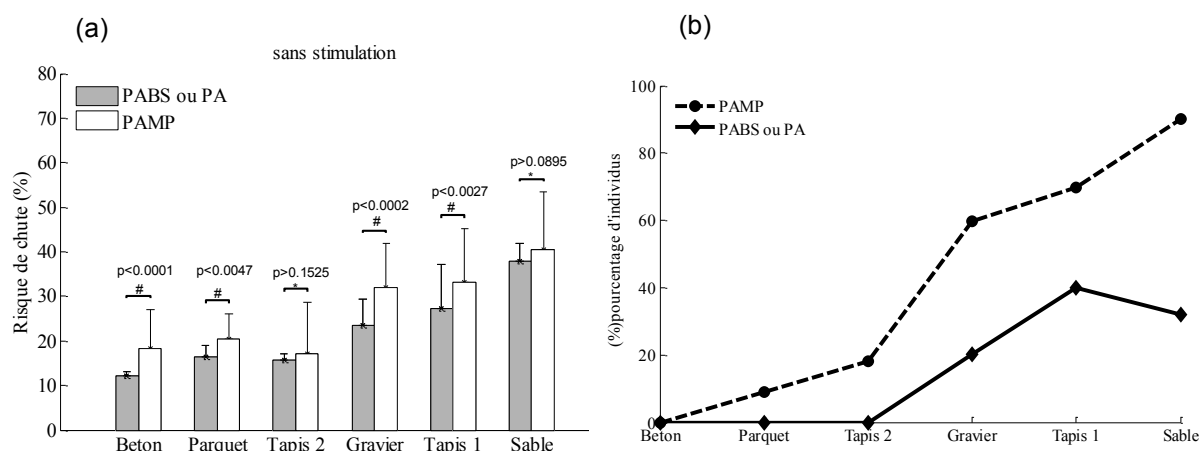 (a)
sans stimulation
80
70
60
50
40
30
20
10
0
Risque de chute (%)
PABS ou PA
PAMP
p<0.0001
#
p<0.0047
#
p>0.1525
*
p<0.0002
#
p<0.0027
#
p>0.0895
*
Beton Parquet Tapis 2 Gravier Tapis 1 Sable
(b)
100
80
60
40
20
0
(%)pourcentage d'individus
PAMP
PABS ou PA
Beton Parquet Tapis 2 Gravier Tapis 1 Sable